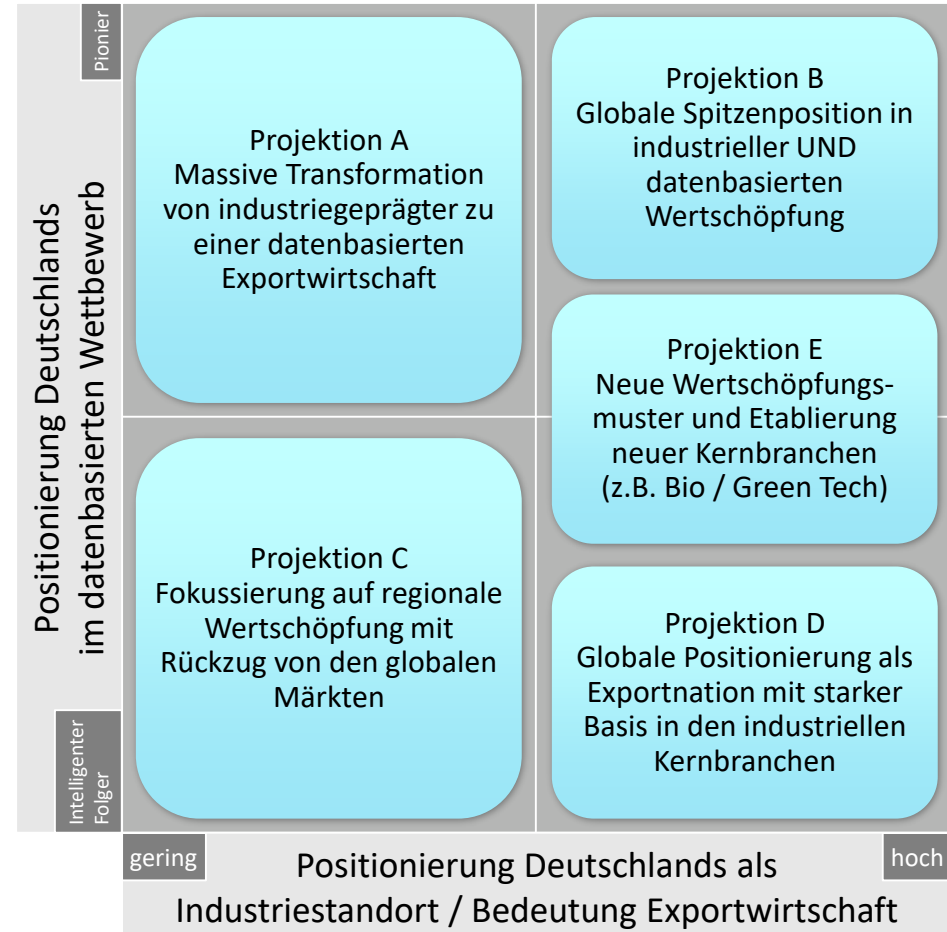 Pionier
Positionierung Deutschlands
im datenbasierten Wettbewerb
Intelligenter
Folger
Projektion A
Massive Transformation
von industriegeprägter zu
einer datenbasierten
Exportwirtschaft
Projektion B
Globale Spitzenposition in
industrieller UND
datenbasierten
Wertschöpfung
Projektion E
Neue Wertschöpfungs-
muster und Etablierung
neuer Kernbranchen
(z.B. Bio / Green Tech)
Projektion C
Fokussierung auf regionale
Wertschöpfung mit
Rückzug von den globalen
Märkten
Projektion D
Globale Positionierung als
Exportnation mit starker
Basis in den industriellen
Kernbranchen
gering
Positionierung Deutschlands als
Industriestandort / Bedeutung Exportwirtschaft
hoch